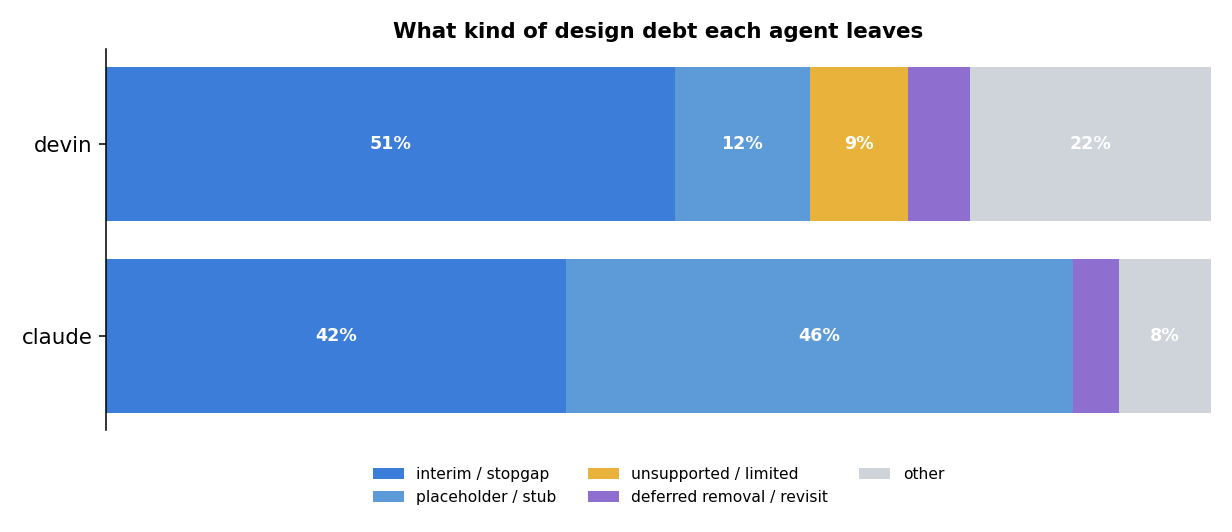 What kind of design debt each agent leaves
devin
51%
12%
9%
22%
claude
42%
46%
8%
interim / stopgap
placeholder / stub
unsupported / limited
deferred removal / revisit
other